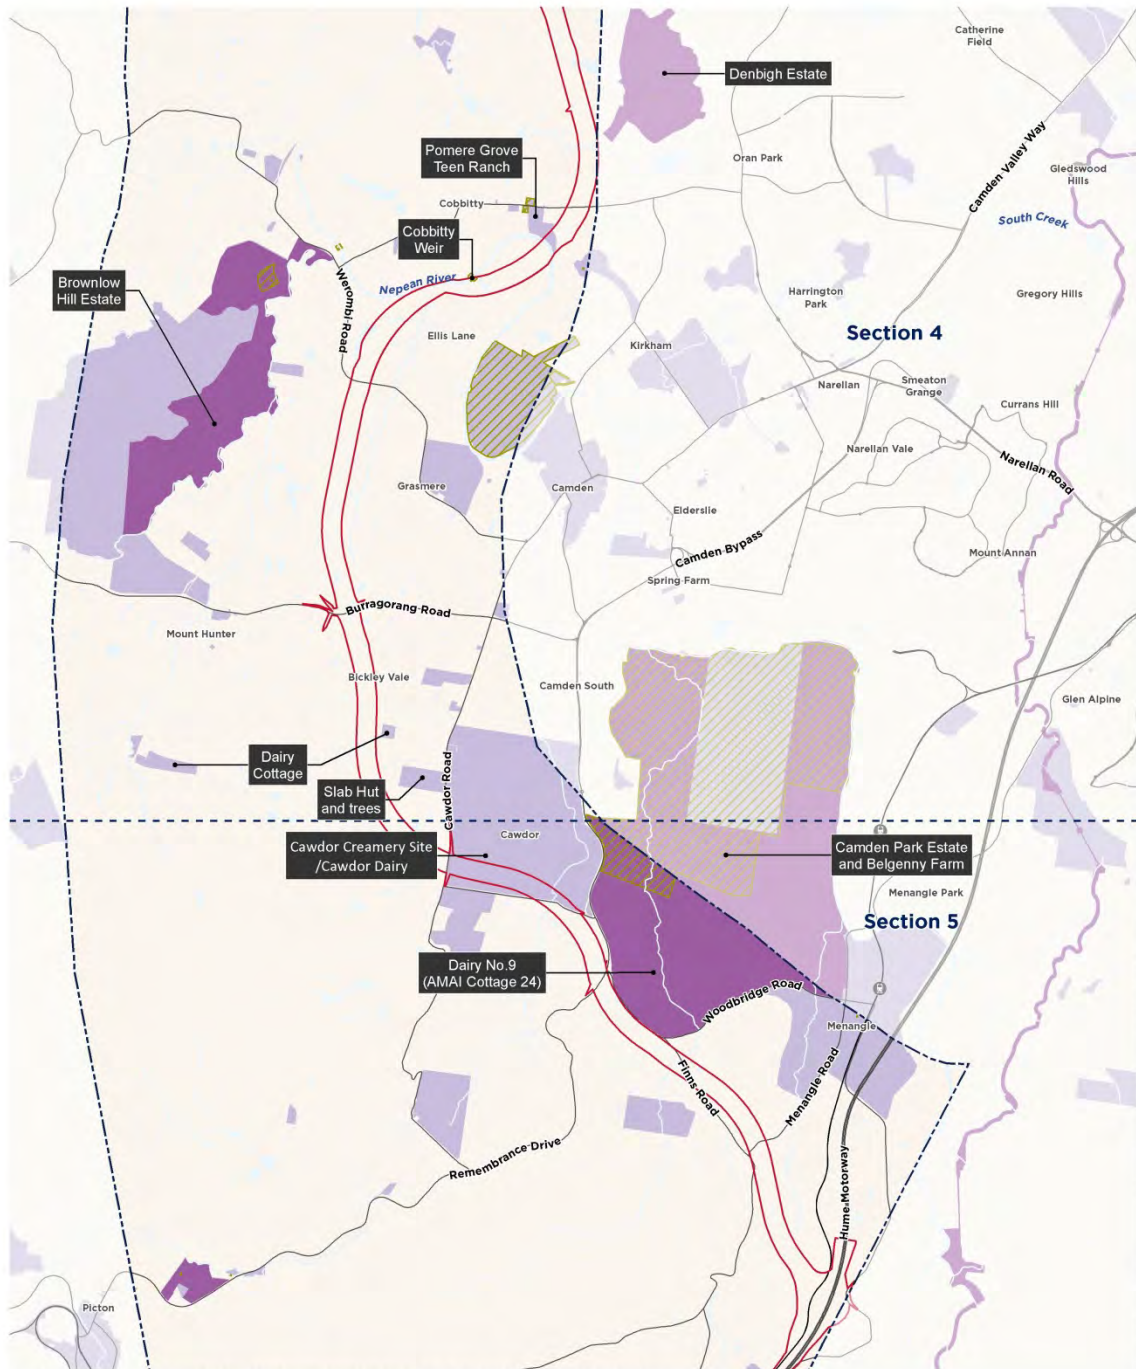 Catherine
Field
Denbigh Estate
Camden Valley Way
Pomere Grove
Teen Ranch
Oran Park
Gledswood
Hills
Cobbitty
South Creek
Cobbitty
Weir
Brownlow
Hill Estate
Nepean River
Werombi Road
Harrington
Park
Gregory Hills
Ellis Lane
Section 4
Kirkham
Narellan
Smeaton
Grange
Currans Hill
Narellan Vale
Narellan Road
Grasmere
Camden
Elderslie
Camden Bypass
Mount Annan
Spring Farm
Burragorang Road
Mount Hunter
Bickley Vale
Camden South
Glen Alpine
Dairy
Cottage
Cawdor Road
Slab Hut
and trees
Cawdor
Cawdor Creamery Site
/Cawdor Dairy
Camden Park Estate
and Belgenny Farm
Menangle Park
Section 5
Dairy No.9
(AMAI Cottage 24)
Woodbridge Road
Menangle
Finns Road
Menangle Road
Remembrance Drive
Hume Motorway
Picton